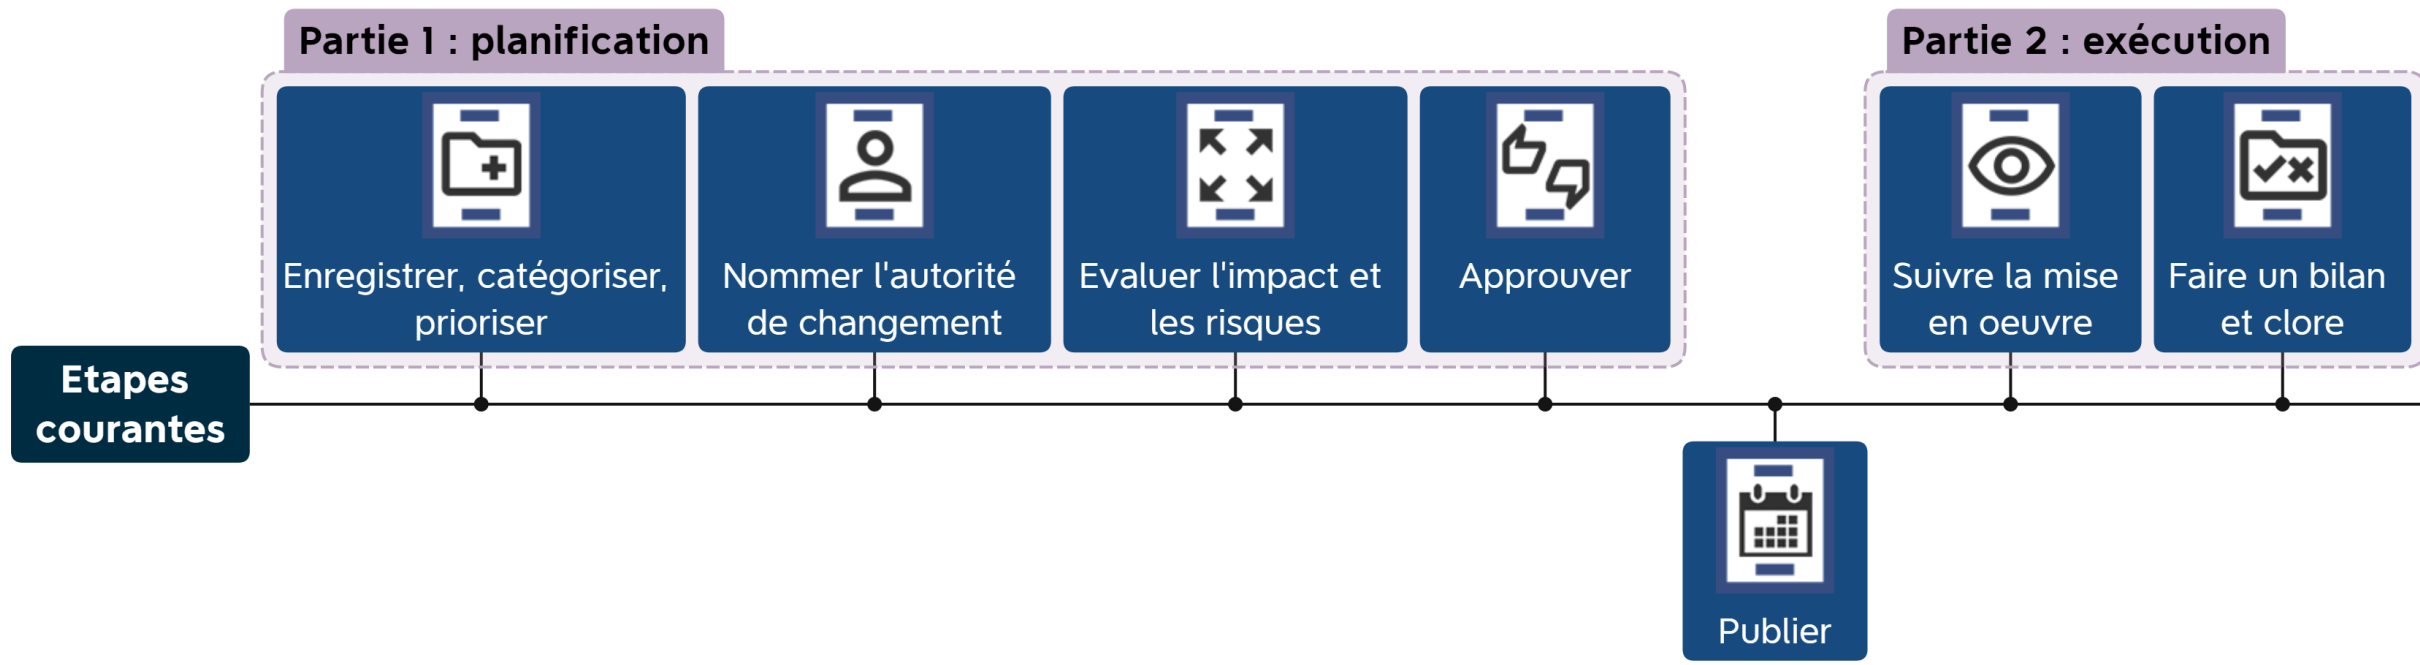 Partie 1 : planification
Enregistrer, catégoriser,
prioriser
Nommer l'autorité
de changement
Evaluer l'impact et
les risques
Approuver
Partie 2 : exécution
Suivre la mise
en oeuvre
Faire un bilan
et clore
Etapes
courantes
Publier